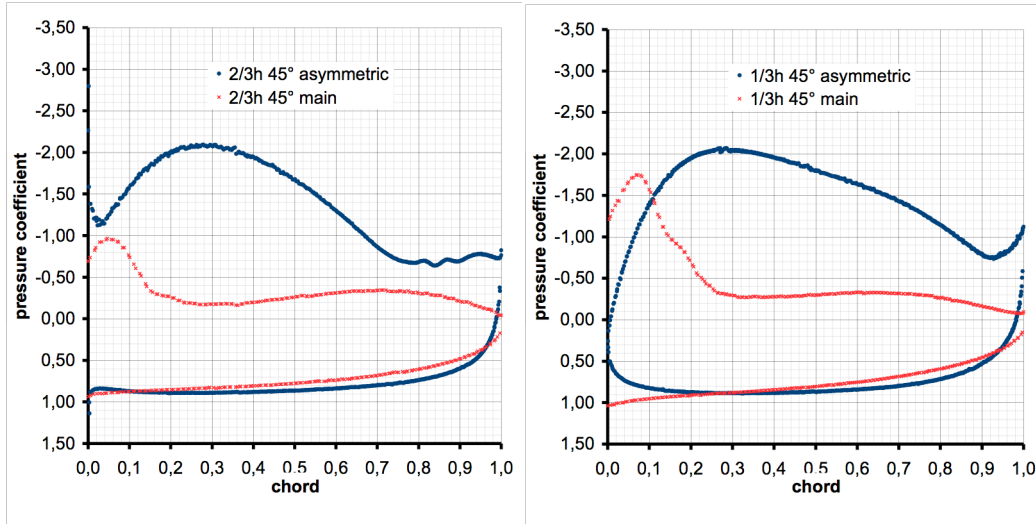 -3,50
-3,00
-2,50
-2,00
-1,50
-1,00
-0,50
0,00
0,50
1,00
1,50
pressure coefficient
2/3h 45° asymmetric
2/3h 45° main
0,0 0,1 0,2 0,3 0,4 0,5 0,6 0,7 0,8 0,9 1,0
chord
-3,50
-3,00
-2,50
-2,00
-1,50
-1,00
-0,50
0,00
0,50
1,00
1,50
pressure coefficient
1/3h 45° asymmetric
1/3h 45° main
0,0 0,1 0,2 0,3 0,4 0,5 0,6 0,7 0,8 0,9 1,0
chord